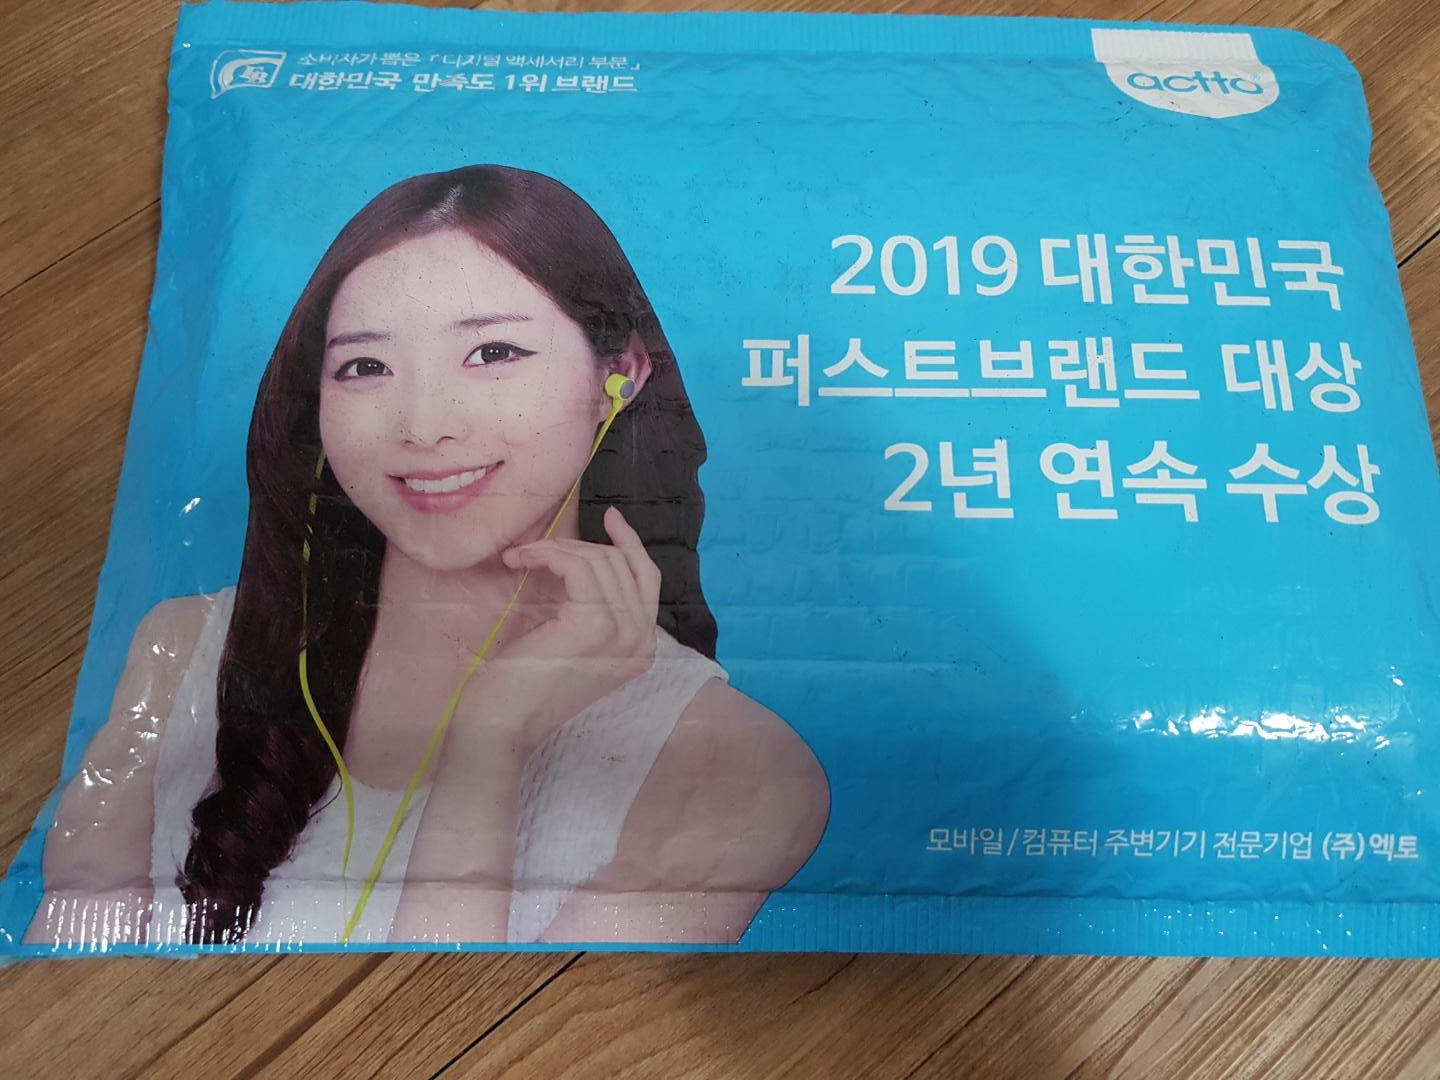 소비자가 뽑은 「디지털 액세서리 부문」
대한민국 만족도 1위 브랜드
actto®
2019 대한민국
퍼스트브랜드 대상
2년 연속 수상
모바일/컴퓨터 주변기기 전문기업 (주)엑토